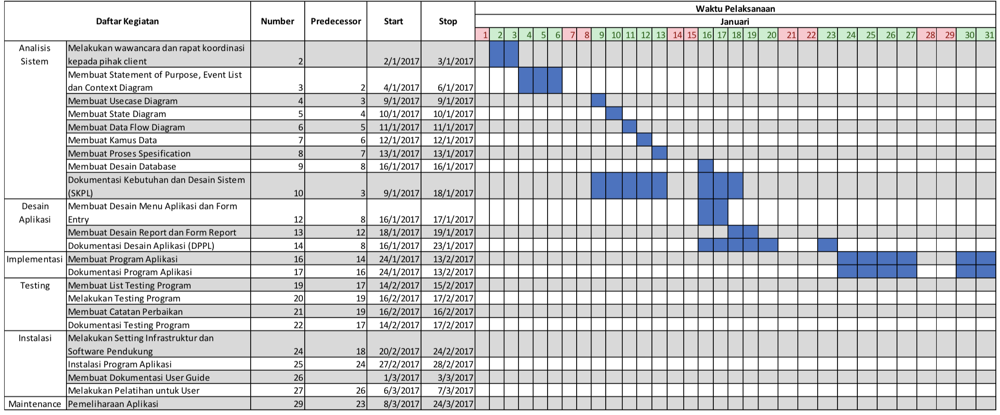 Waktu Pelaksanaan
Daftar Kegiatan Number Predecessor Start Stop Januari
1 2 3 4 5 6 7 8 9 10 11 12 13 14 15 16 17 18 19 20 21 22 23 24 25 26 27 28 29 30 31
Analisis Melakukan wawancara dan rapat koordinasi
Sistem kepada pihak client 2 2/1/2017 3/1/2017
Membuat Statement of Purpose, Event List
dan Context Diagram 3 2 4/1/2017 6/1/2017
Membuat Usecase Diagram 4 3 9/1/2017 9/1/2017
Membuat State Diagram 5 4 10/1/2017 10/1/2017
Membuat Data Flow Diagram 6 5 11/1/2017 11/1/2017
Membuat Kamus Data 7 6 12/1/2017 12/1/2017
Membuat Proses Spesification 8 7 13/1/2017 13/1/2017
Membuat Desain Database 9 8 16/1/2017 16/1/2017
Dokumentasi Kebutuhan dan Desain Sistem
(SKPL) 10 3 9/1/2017 18/1/2017
Desain Membuat Desain Menu Aplikasi dan Form
Aplikasi Entry 12 8 16/1/2017 17/1/2017
Membuat Desain Report dan Form Report 13 12 18/1/2017 19/1/2017
Dokumentasi Desain Aplikasi (DPPL) 14 8 16/1/2017 23/1/2017
Implementasi Membuat Program Aplikasi 16 14 24/1/2017 13/2/2017
Dokumentasi Program Aplikasi 17 16 24/1/2017 13/2/2017
Testing Membuat List Testing Program 19 17 14/2/2017 15/2/2017
Melakukan Testing Program 20 19 16/2/2017 17/2/2017
Membuat Catatan Perbaikan 21 19 16/2/2017 16/2/2017
Dokumentasi Testing Program 22 17 14/2/2017 17/2/2017
Instalasi Melakukan Setting Infrastruktur dan
Software Pendukung 24 18 20/2/2017 24/2/2017
Instalasi Program Aplikasi 25 24 27/2/2017 28/2/2017
Membuat Dokumentasi User Guide 26 1/3/2017 3/3/2017
Melakukan Pelatihan untuk User 27 26 6/3/2017 7/3/2017
Maintenance Pemeliharaan Aplikasi 29 23 8/3/2017 24/3/2017